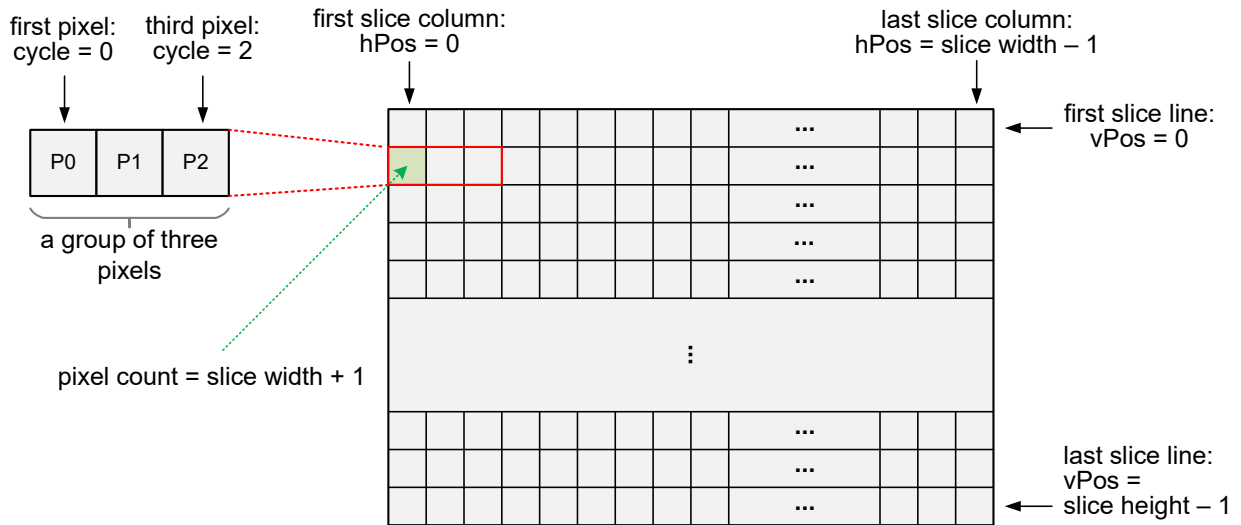 first pixel:
cycle = 0
third pixel:
cycle = 2
first slice column:
hPos = 0
last slice column:
hPos = slice width – 1
first slice line:
vPos = 0
P0 P1 P2
a group of three
pixels
...
...
...
...
...
...
pixel count = slice width + 1
...
...
...
last slice line:
vPos =
slice height – 1